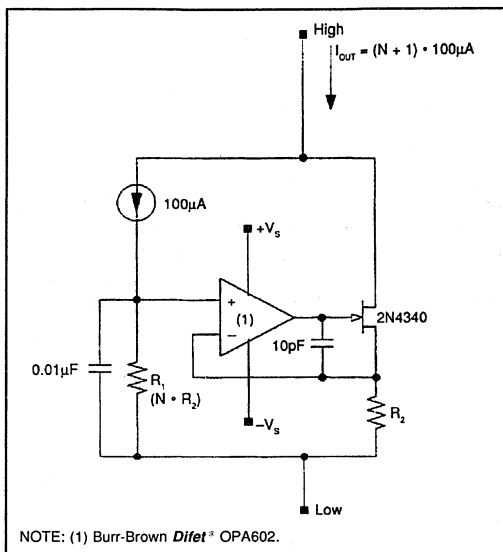 High
I_OUT = (N + 1) • 100µA
100µA
+V_S
+
(1)
−
2N4340
10pF
0.01µF
R_1
(N • R_2)
R_2
−V_S
Low
NOTE: (1) Burr-Brown Difet® OPA602.